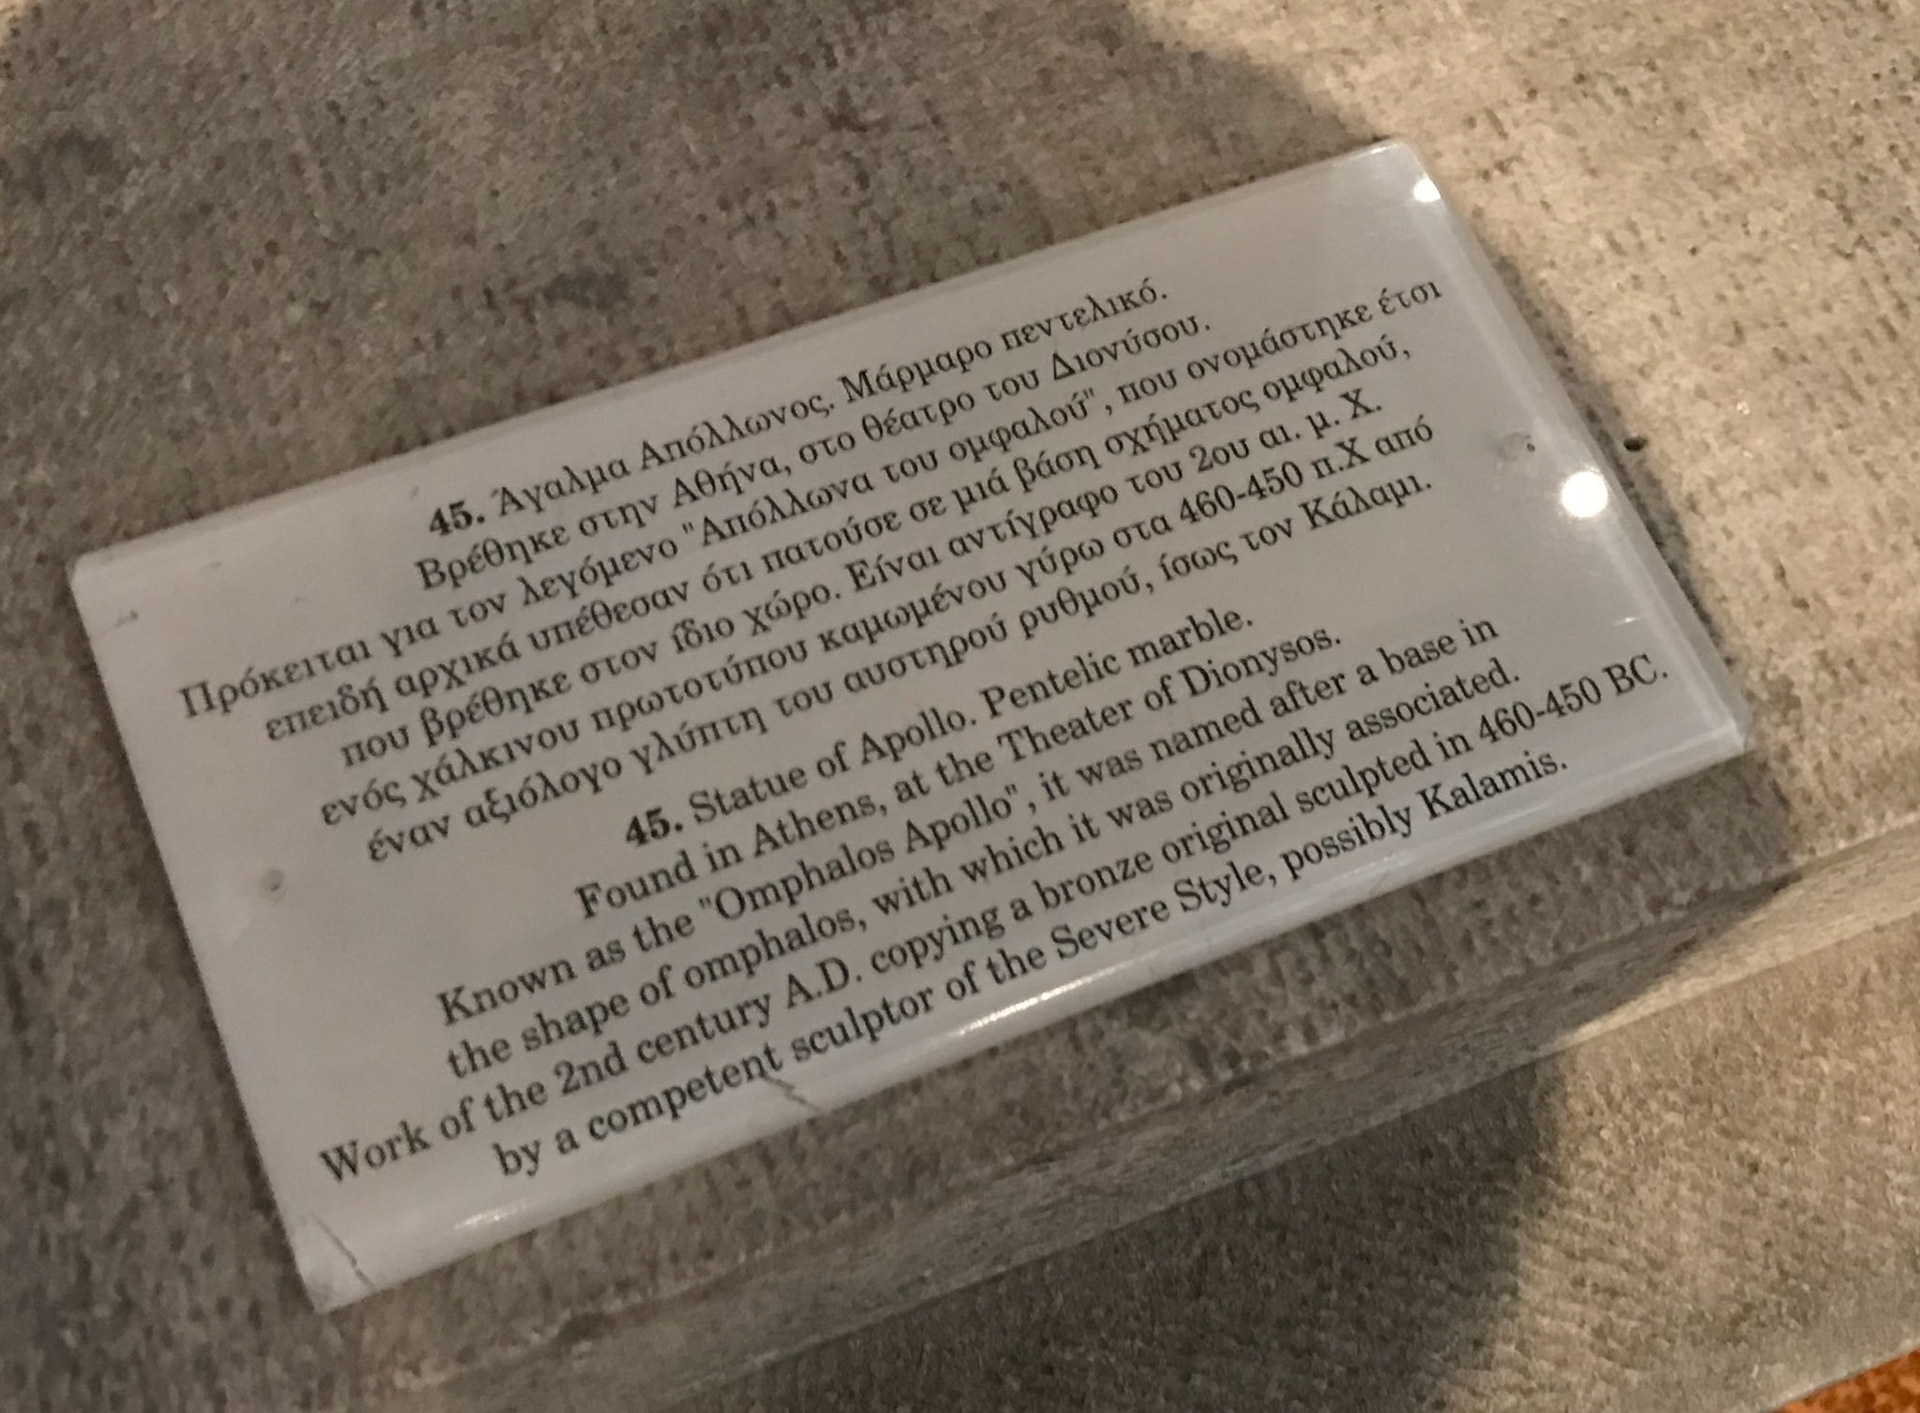 45. Άγαλμα Απόλλωνος. Μάρμαρο πεντελικό.
Βρέθηκε στην Αθήνα, στο θέατρο του Διονύσου.
Πρόκειται για τον λεγόμενο "Απόλλωνα του ομφαλού", που ονομάστηκε έτσι
επειδή αρχικά υπέθεσαν ότι πατούσε σε μιά βάση σχήματος ομφαλού,
που βρέθηκε στον ίδιο χώρο. Είναι αντίγραφο του 2ου αι. μ. Χ.
ενός χάλκινου πρωτοτύπου καμωμένου γύρω στα 460-450 π.Χ από
έναν αξιόλογο γλύπτη του αυστηρού ρυθμού, ίσως τον Κάλαμι.
45. Statue of Apollo. Pentelic marble.
Found in Athens, at the Theater of Dionysos.
Known as the "Omphalos Apollo", it was named after a base in
the shape of omphalos, with which it was originally associated.
Work of the 2nd century A.D. copying a bronze original sculpted in 460-450 BC.
by a competent sculptor of the Severe Style, possibly Kalamis.